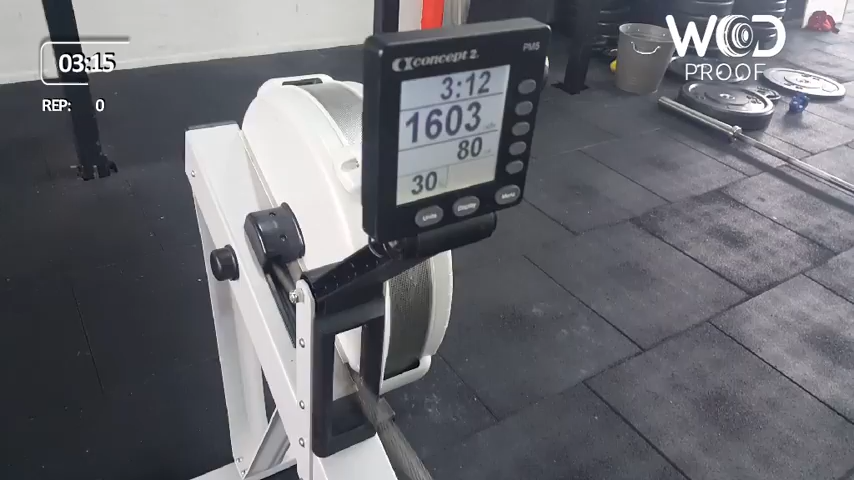 03:15
REP: 0
WOD
PROOF
concept 2
PM5
3:12
1603
80
30
Units
Display
Menu